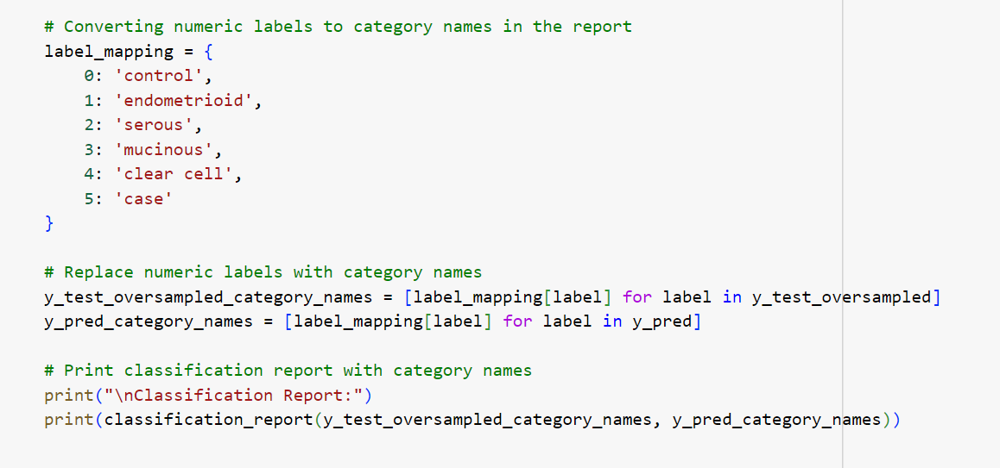 # Converting numeric labels to category names in the report
label_mapping = {
    0: 'control',
    1: 'endometrioid',
    2: 'serous',
    3: 'mucinous',
    4: 'clear cell',
    5: 'case'
}
# Replace numeric labels with category names
y_test_oversampled_category_names = [label_mapping[label] for label in y_test_oversampled]
y_pred_category_names = [label_mapping[label] for label in y_pred]
# Print classification report with category names
print("\nClassification Report:")
print(classification_report(y_test_oversampled_category_names, y_pred_category_names))